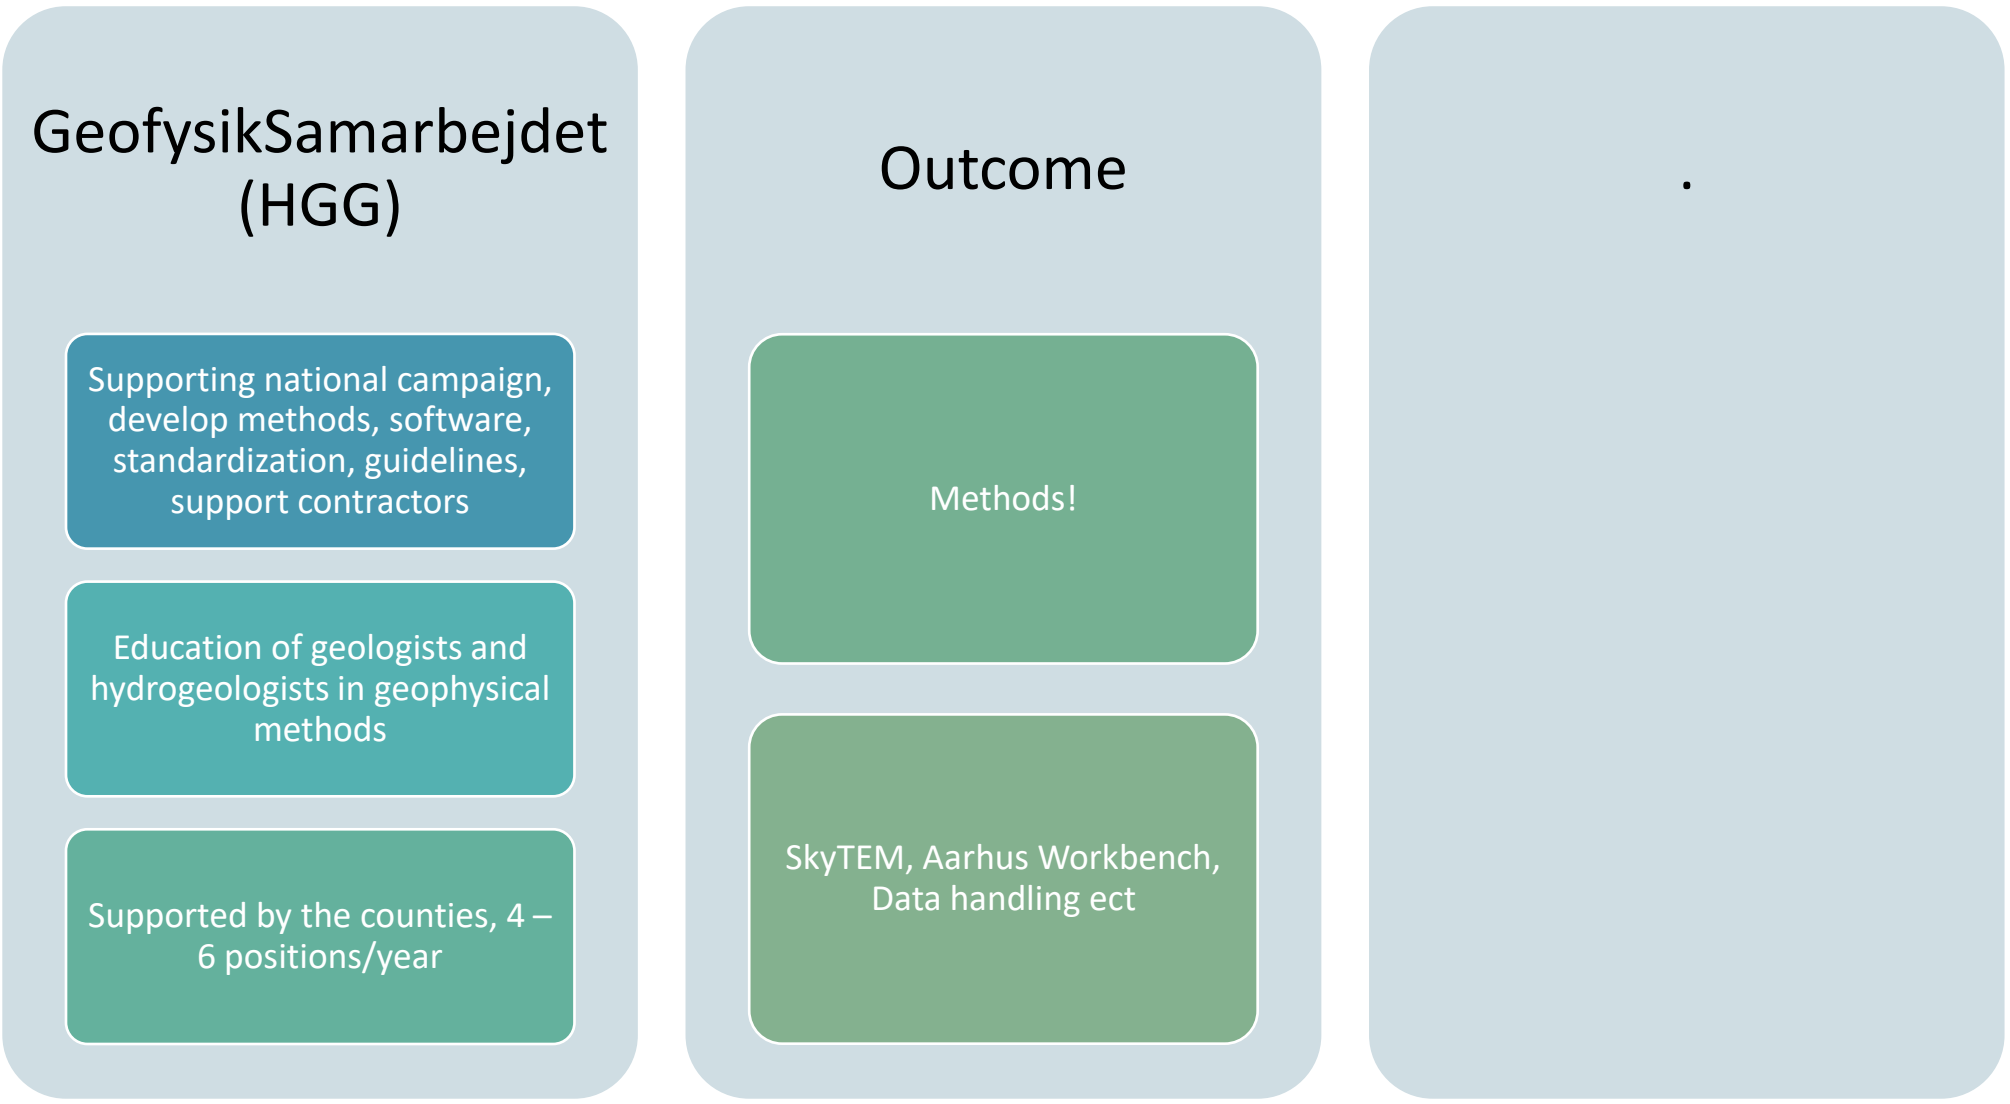 GeofysikSamarbejdet
(HGG)
Supporting national campaign,
develop methods, software,
standardization, guidelines,
support contractors
Education of geologists and
hydrogeologists in geophysical
methods
Supported by the counties, 4 –
6 positions/year
Outcome
Methods!
SkyTEM, Aarhus Workbench,
Data handling ect
.